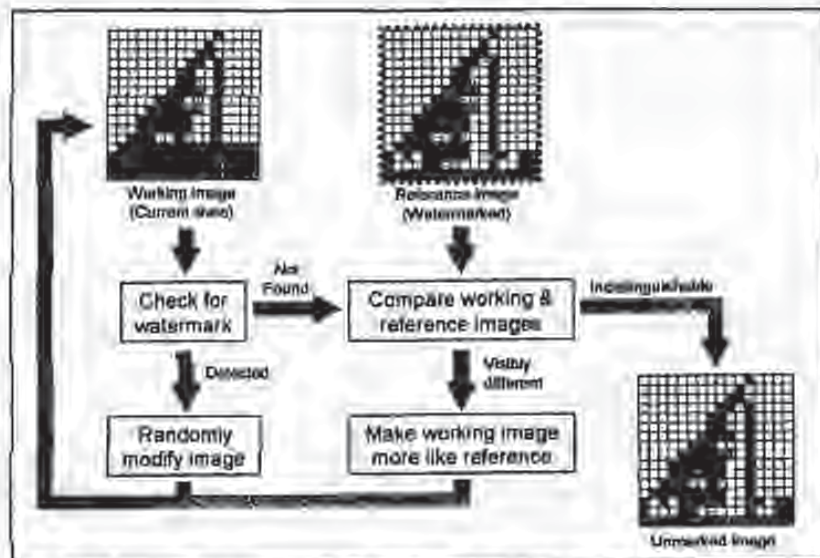 Working image
(Current state)
Reference image
(Watermarked)
Check for
watermark
Not
Found
Compare working &
reference images
Indistinguishable
Detected
Visibly
different
Randomly
modify image
Make working image
more like reference
Unmarked image